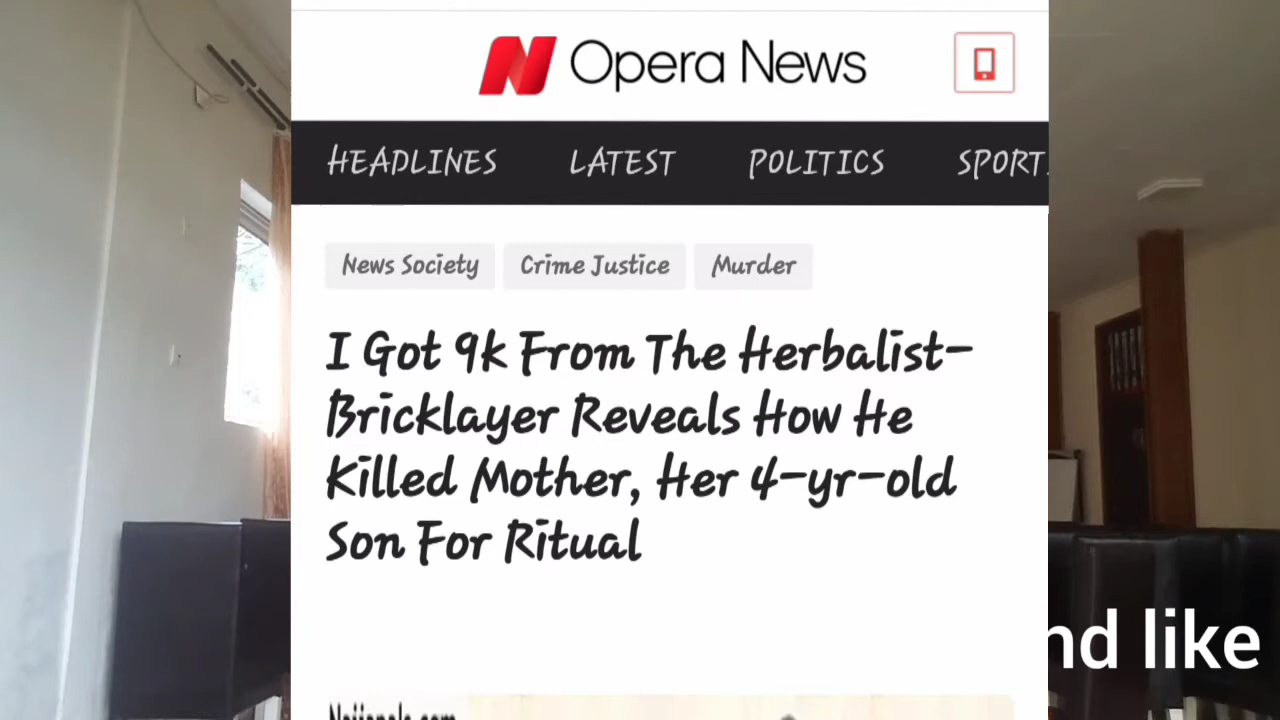 Opera News
HEADLINES LATEST POLITICS SPORT
News Society Crime Justice Murder
I Got 9k From The Herbalist-
Bricklayer Reveals How He
Killed Mother, Her 4-yr-old
Son For Ritual
nd like